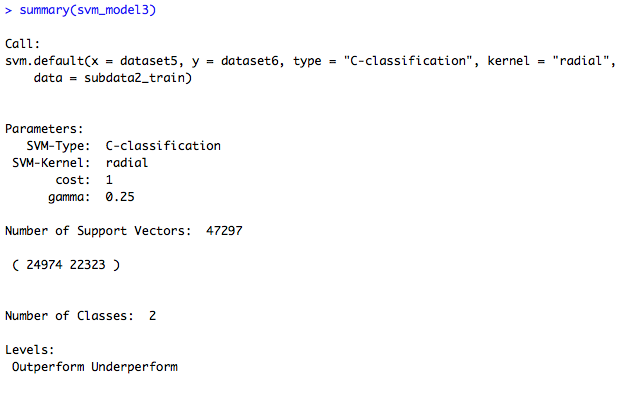 > summary(svm_model3)
Call:
svm.default(x = dataset5, y = dataset6, type = "C-classification", kernel = "radial",
data = subdata2_train)
Parameters:
SVM-Type: C-classification
SVM-Kernel: radial
cost: 1
gamma: 0.25
Number of Support Vectors: 47297
( 24974 22323 )
Number of Classes: 2
Levels:
Outperform Underperform